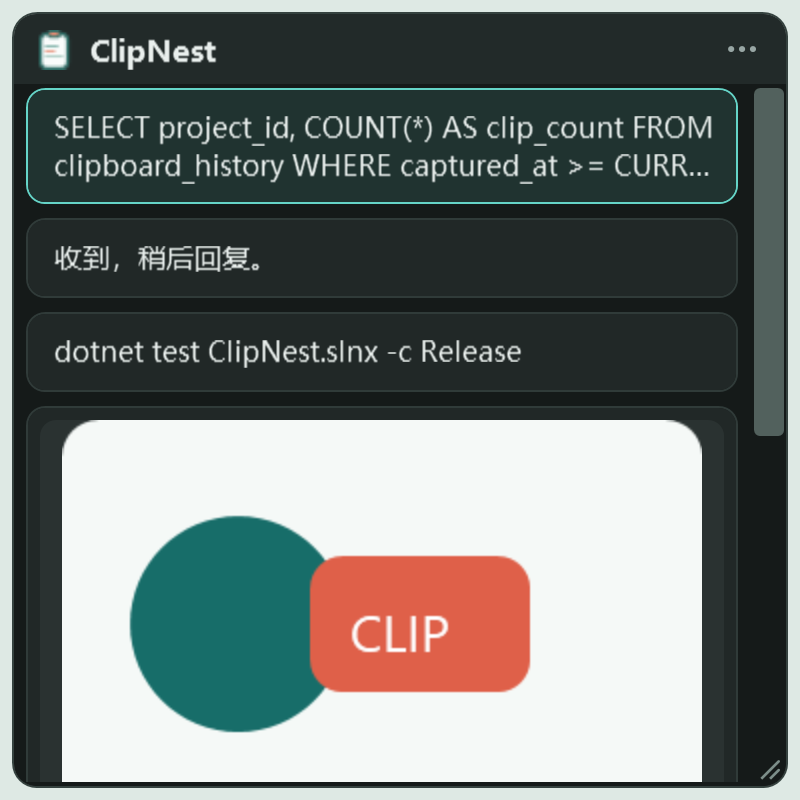 ClipNest
SELECT project_id, COUNT(*) AS clip_count FROM
clipboard_history WHERE captured_at >= CURR...
收到，稍后回复。
dotnet test ClipNest.slnx -c Release
CLIP